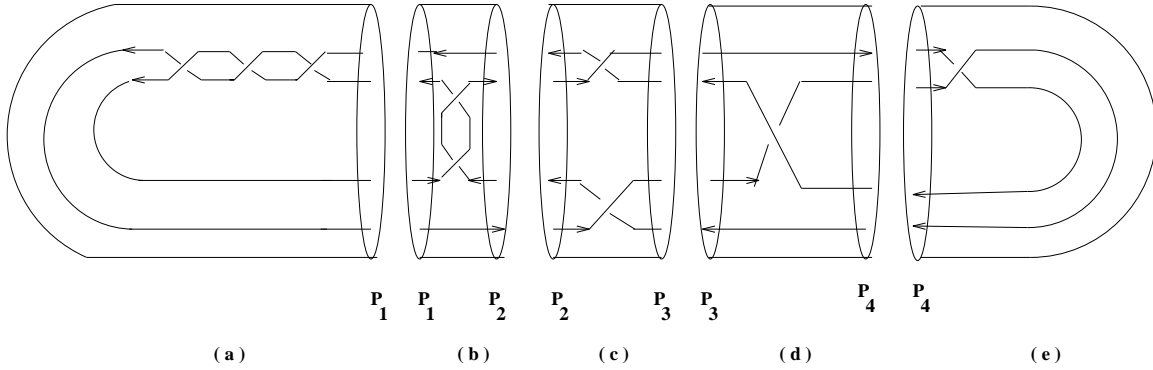 P1 P1 P2 P2 P3 P3 P4 P4
( a ) ( b ) ( c ) ( d ) ( e )